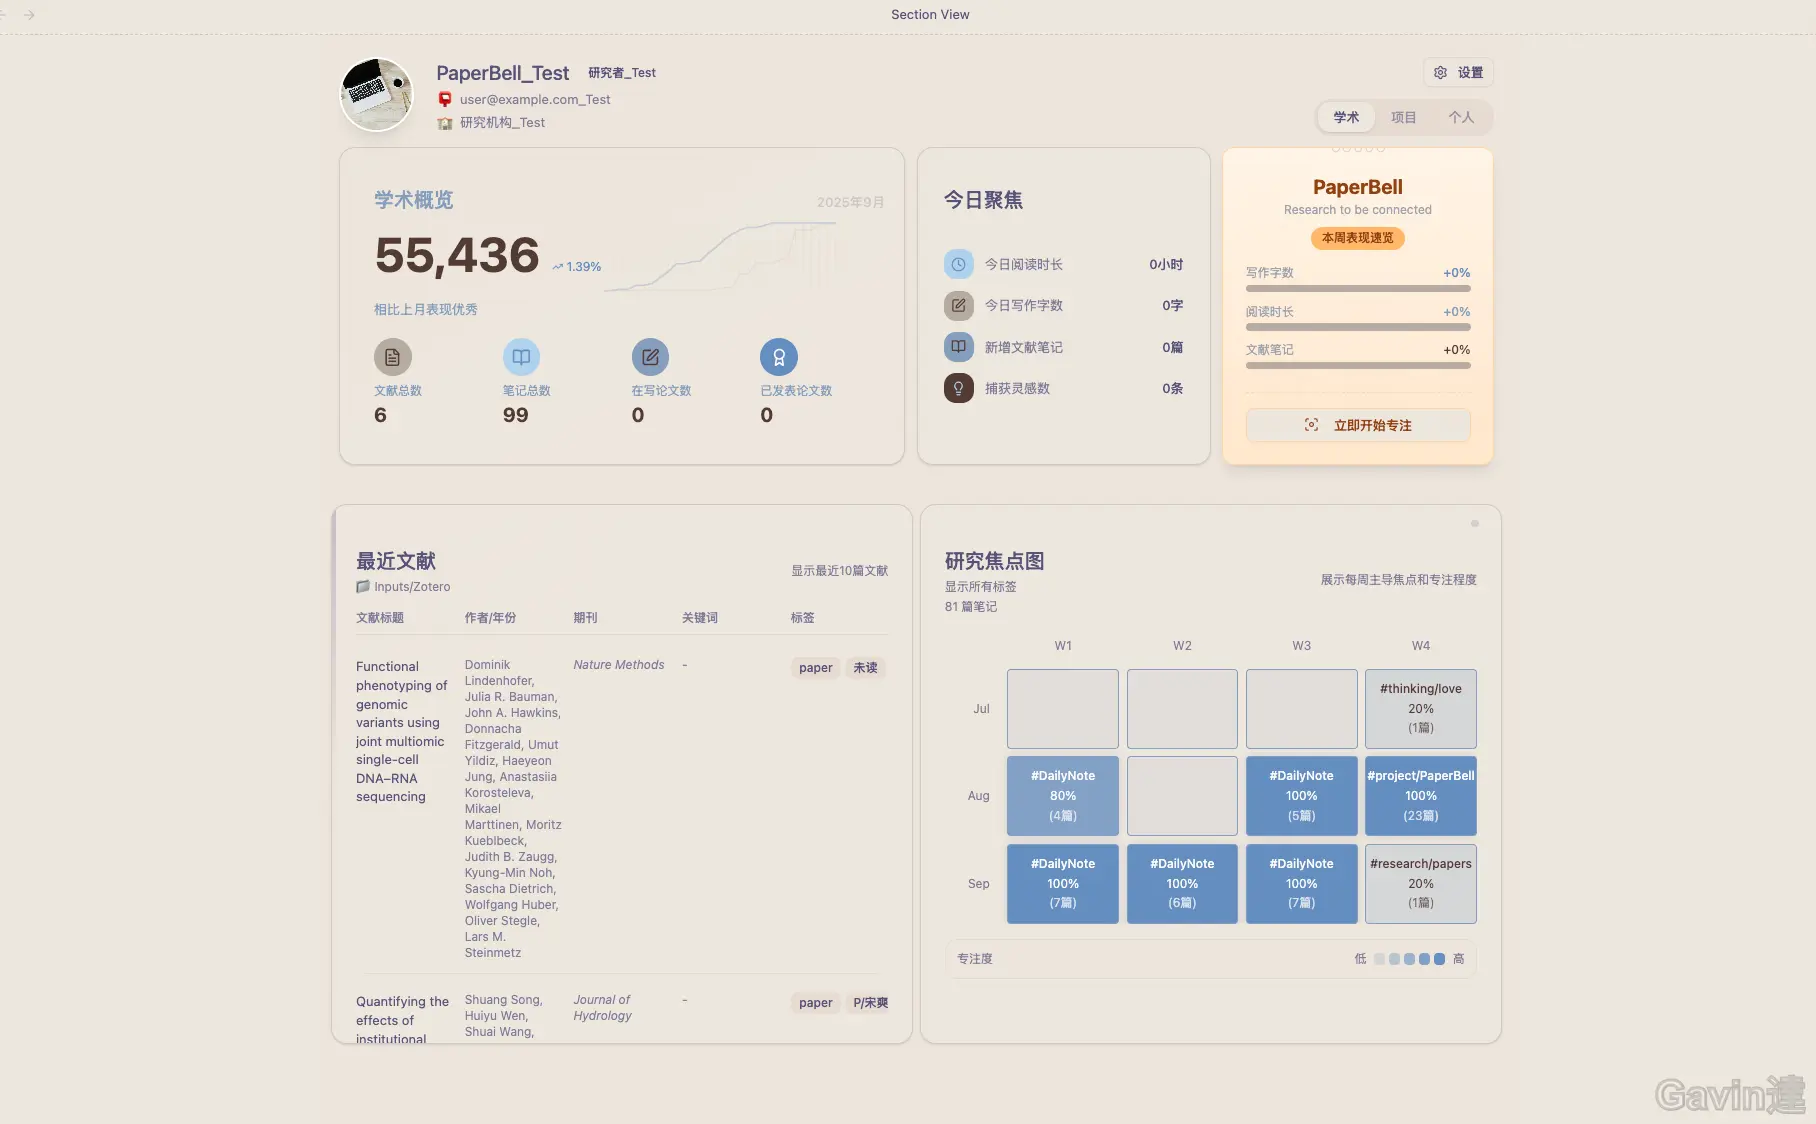 Section View
PaperBell_Test 研究者_Test
user@example.com_Test
研究机构_Test
设置
学术 项目 个人
学术概览
2025年9月
55,436
1.39%
相比上月表现优秀
文献总数
6
笔记总数
99
在写论文数
0
已发表论文数
0
今日聚焦
今日阅读时长 0小时
今日写作字数 0字
新增文献笔记 0篇
捕获灵感数 0条
PaperBell
Research to be connected
本周表现速览
写作字数 +0%
阅读时长 +0%
文献笔记 +0%
立即开始专注
最近文献
Inputs/Zotero
显示最近10篇文献
文献标题 作者/年份 期刊 关键词 标签
Functional
phenotyping of
genomic
variants using
joint multiomic
single-cell
DNA–RNA
sequencing
Dominik
Lindenhofer,
Julia R. Bauman,
John A. Hawkins,
Donnacha
Fitzgerald, Umut
Yildiz, Haeyeon
Jung, Anastasiia
Korosteleva,
Mikael
Marttinen, Moritz
Kueblbeck,
Judith B. Zaugg,
Kyung-Min Noh,
Sascha Dietrich,
Wolfgang Huber,
Oliver Stegle,
Lars M.
Steinmetz
Nature Methods
-
paper 未读
Quantifying the
effects of
institutional
Shuang Song,
Huiyu Wen,
Shuai Wang,
Journal of
Hydrology
-
paper P/宋爽
研究焦点图
显示所有标签
81 篇笔记
展示每周主导焦点和专注程度
W1 W2 W3 W4
Jul
#thinking/love
20%
(1篇)
Aug
#DailyNote
80%
(4篇)
#DailyNote
100%
(5篇)
#project/PaperBell
100%
(23篇)
Sep
#DailyNote
100%
(7篇)
#DailyNote
100%
(6篇)
#DailyNote
100%
(7篇)
#research/papers
20%
(1篇)
专注度
低 高
Gavin達